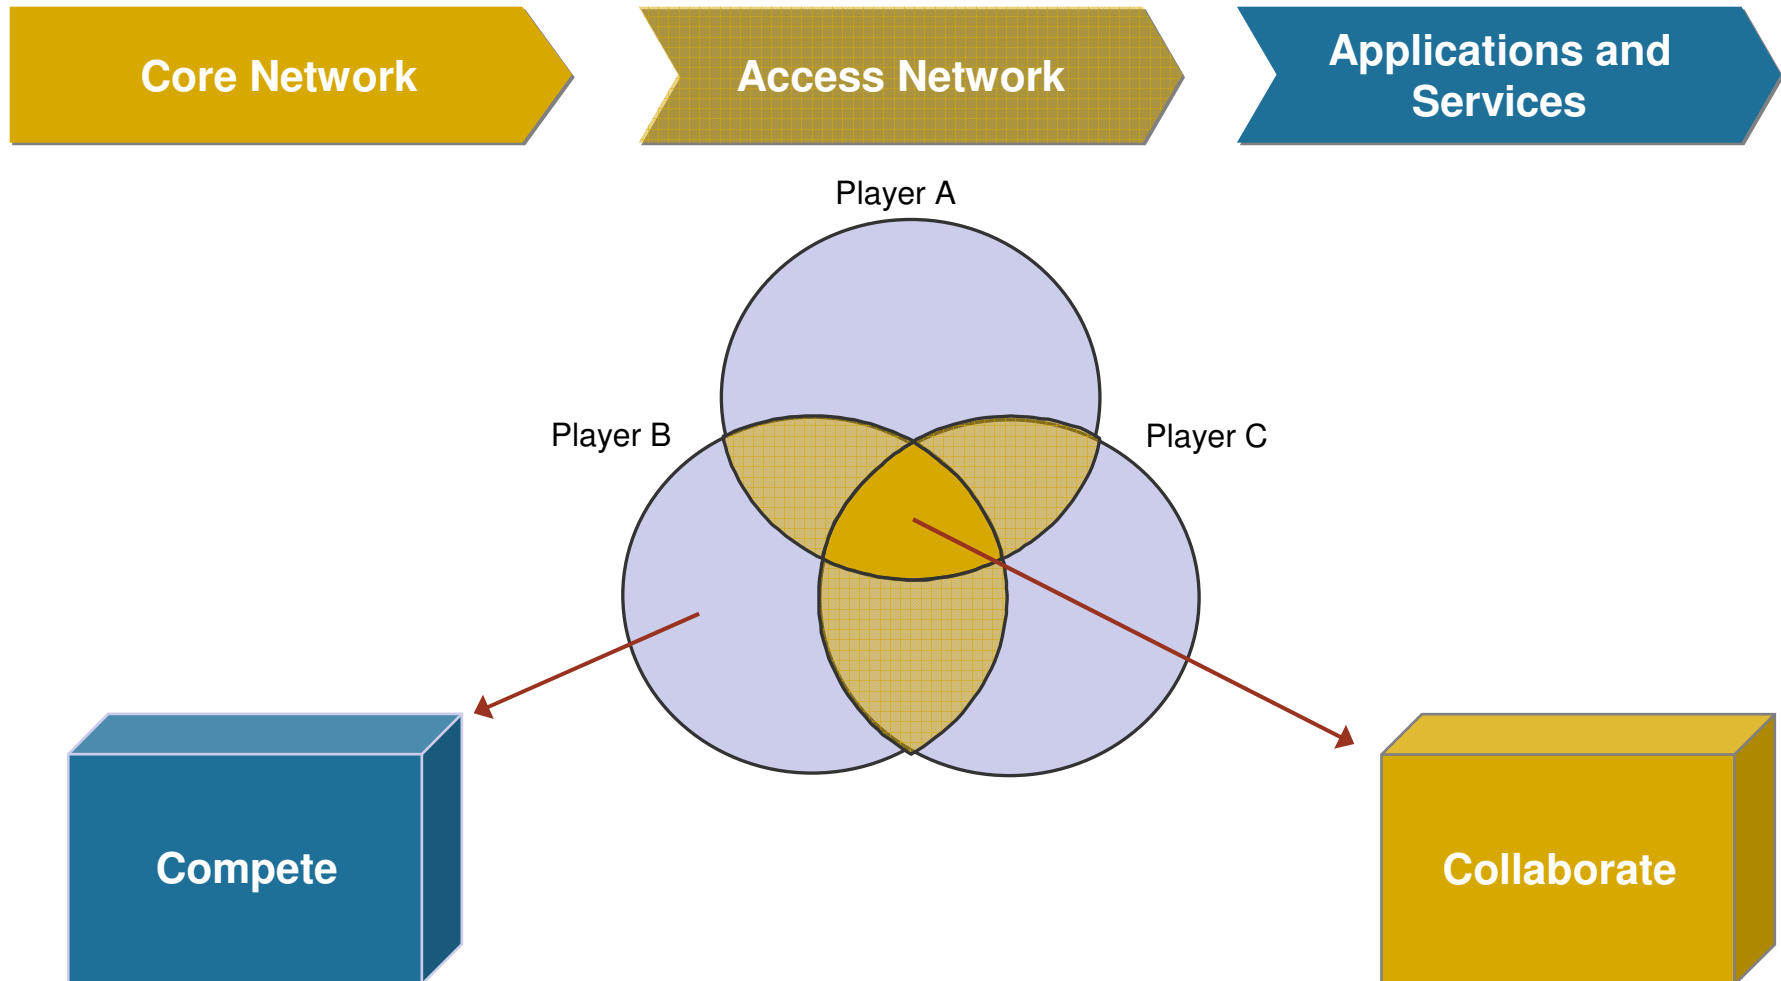 Core Network
Access Network
Applications and
Services
Player A
Player B
Player C
Compete
Collaborate